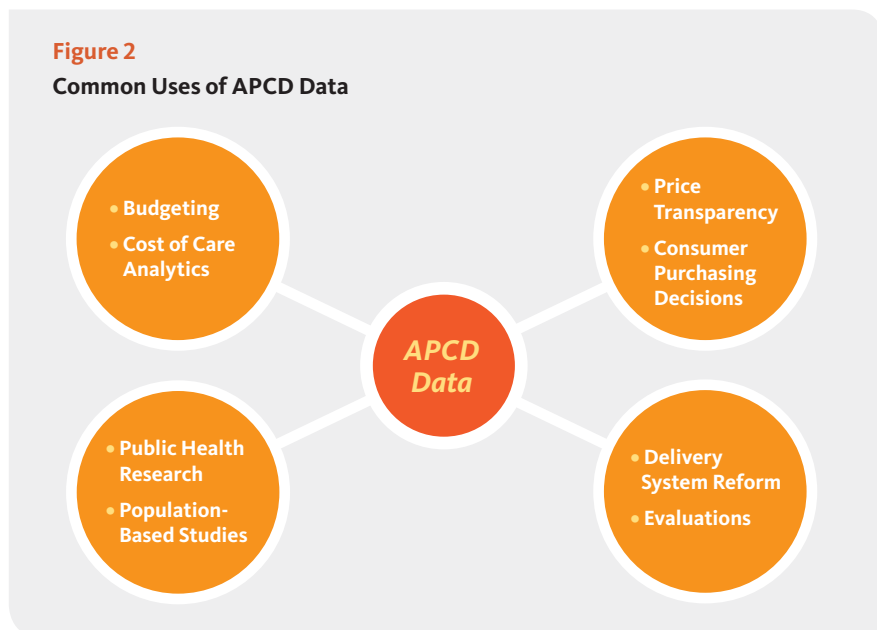 Figure 2
Common Uses of APCD Data
• Budgeting
• Cost of Care
Analytics
• Price
Transparency
• Consumer
Purchasing
Decisions
APCD
Data
• Public Health
Research
• Population-
Based Studies
• Delivery
System Reform
• Evaluations